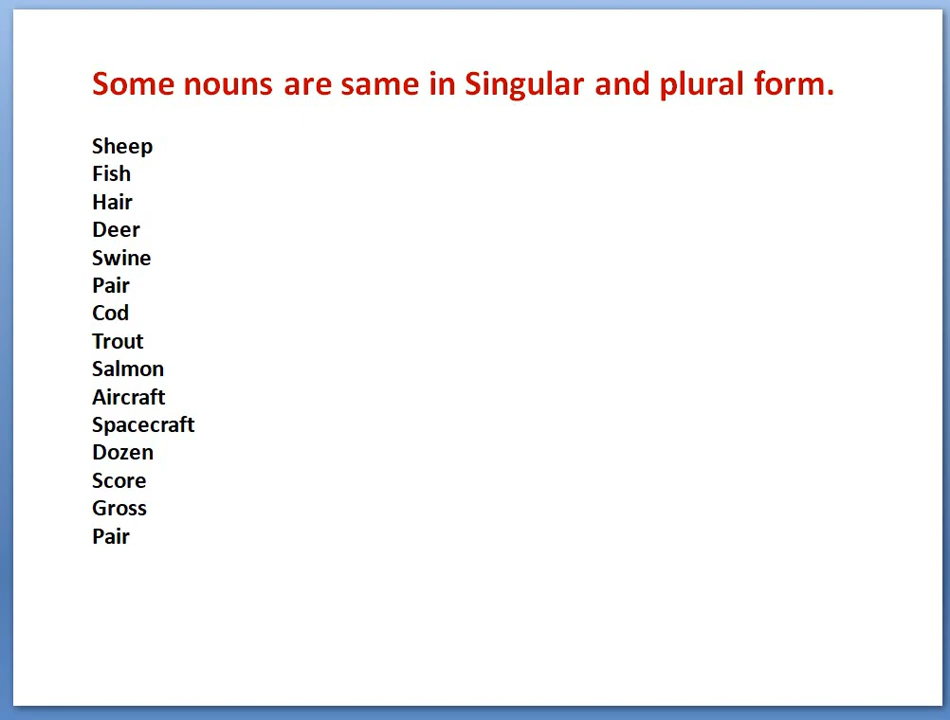 Some nouns are same in Singular and plural form.
Sheep
Fish
Hair
Deer
Swine
Pair
Cod
Trout
Salmon
Aircraft
Spacecraft
Dozen
Score
Gross
Pair